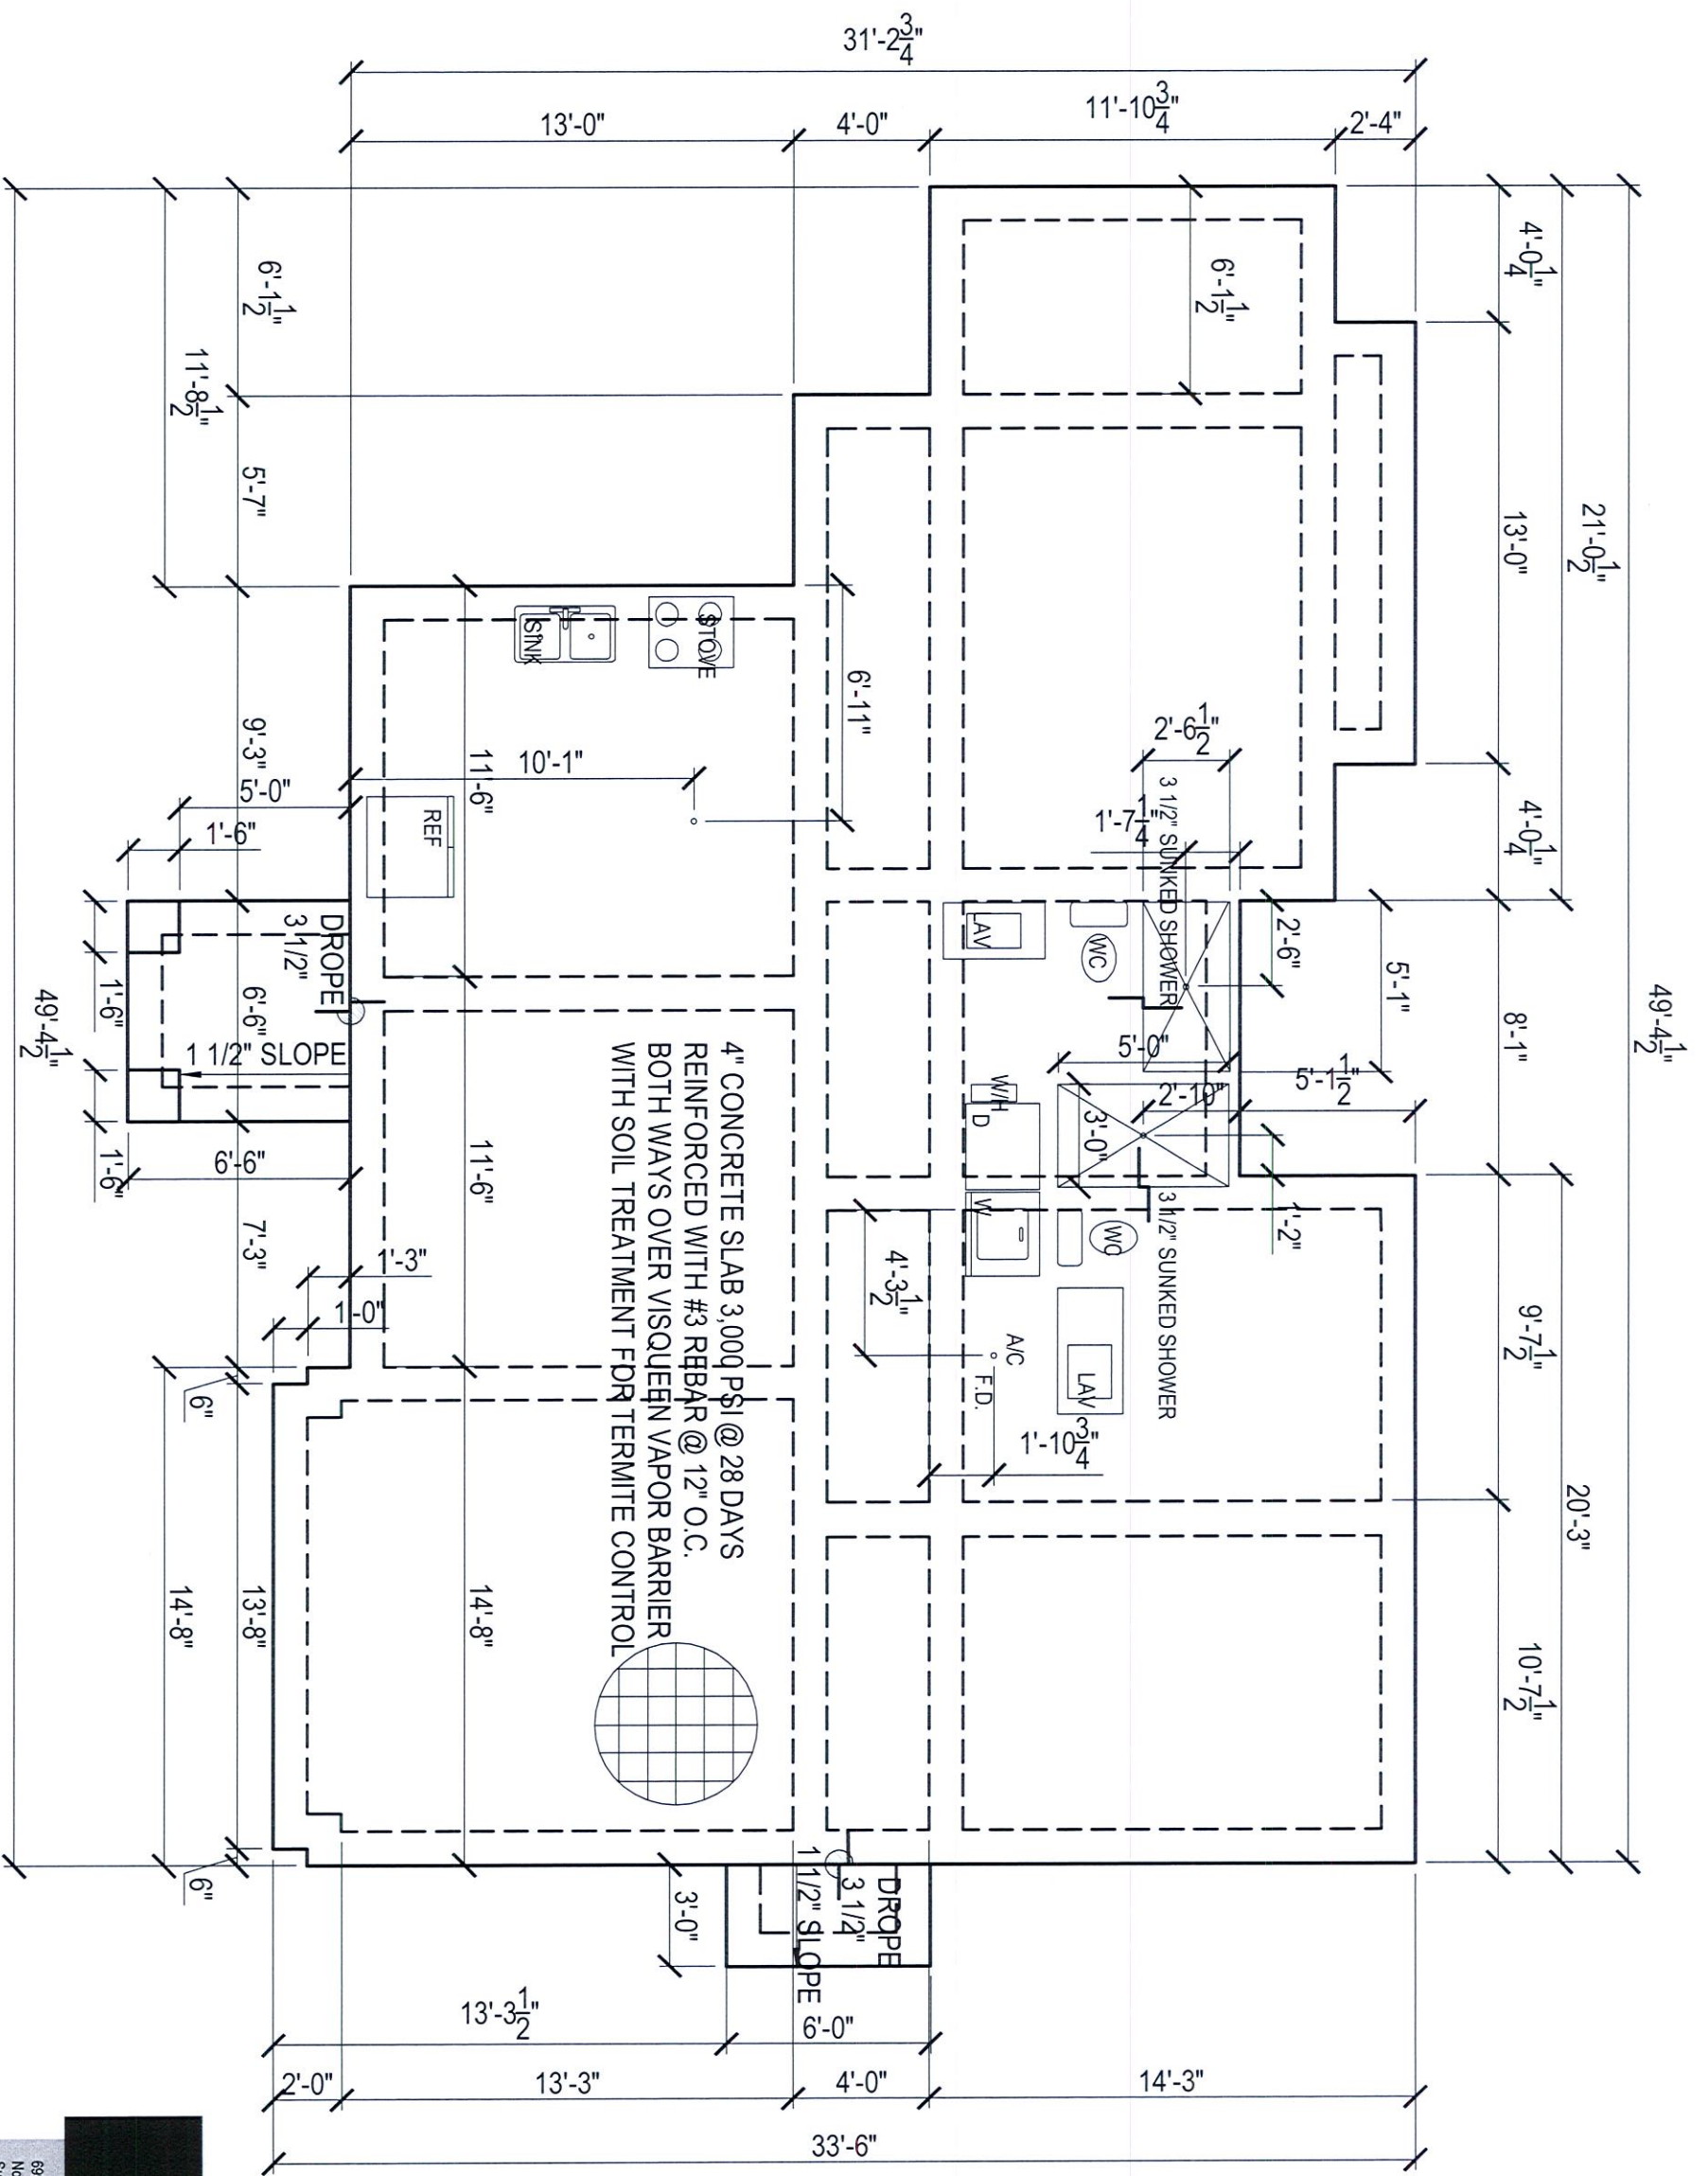 31'-2 3/4"
13'-0"
4'-0"
11'-10 3/4"
2'-4"
4'-0 1/4"
13'-0"
4'-0 1/4"
21'-0 1/2"
49'-4 1/2"
8'-1"
9'-7 1/2"
10'-7 1/2"
20'-3"
6'-1 1/2"
6'-1 1/2"
11'-8 1/2"
5'-7"
9'-3"
5'-0"
1'-6"
1'-6"
6'-6"
1'-6"
6'-6"
49'-4 1/2"
7'-3"
1'-3"
1'-0"
6"
13'-8"
14'-8"
6"
SINK
STOVE
REF
10'-1"
11'-6"
6'-11"
11'-6"
14'-8"
DROPE
3 1/2"
1 1/2" SLOPE
2'-6 1/2"
3 1/2" SUNKED SHOWER
1'-7 1/4"
2'-6"
5'-1"
5'-1 1/2"
LAV
WC
5'-0"
2'-10"
3'-0"
W/H
D
W
WC
1'-2"
3 1/2" SUNKED SHOWER
LAV
4'-3 1/2"
A/C
F.D.
1'-10 3/4"
4" CONCRETE SLAB 3,000 PSI @ 28 DAYS
REINFORCED WITH #3 REBAR @ 12" O.C.
BOTH WAYS OVER VISQUEEN VAPOR BARRIER
WITH SOIL TREATMENT FOR TERMITE CONTROL
DROPE
3 1/2"
1 1/2" SLOPE
3'-0"
13'-3 1/2"
6'-0"
2'-0"
13'-3"
4'-0"
14'-3"
33'-6"